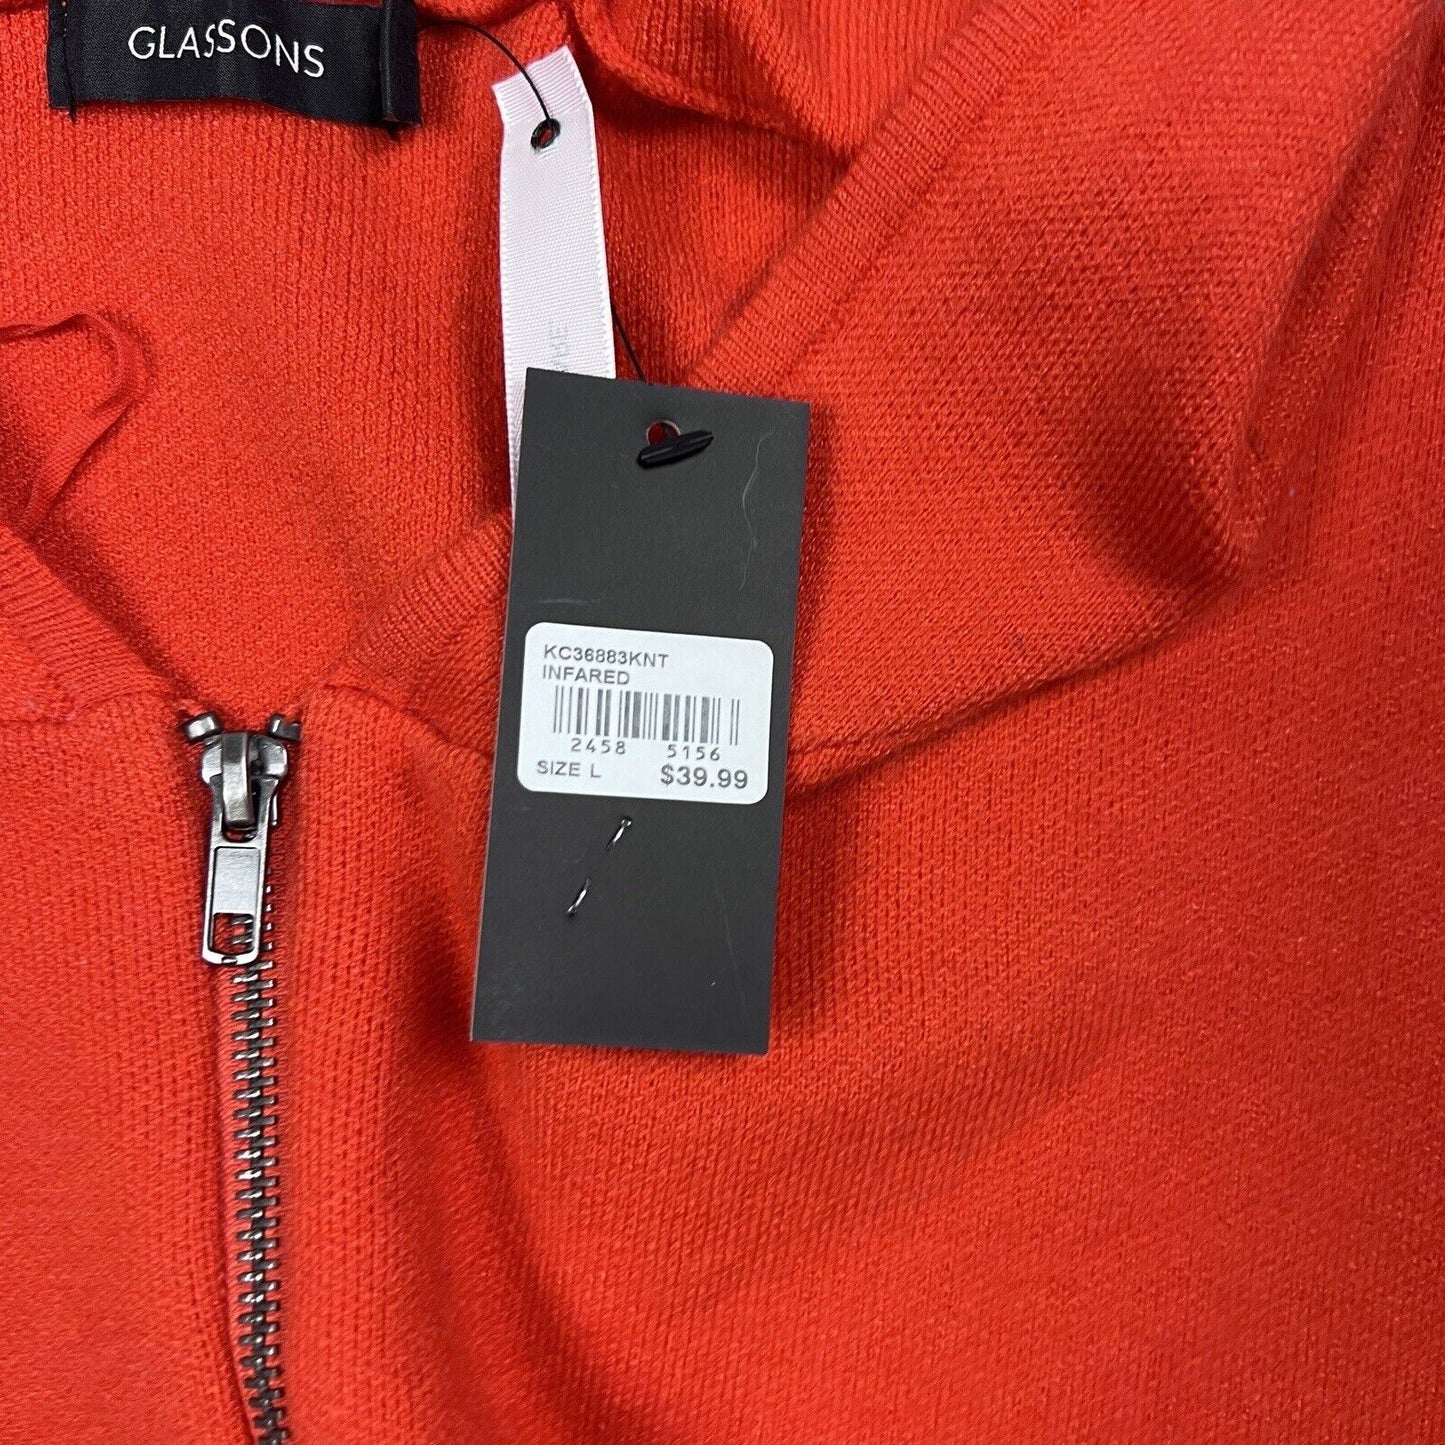 GLASSONS
KC36883KNT
INFARED
2458 5156
SIZE L $39.99